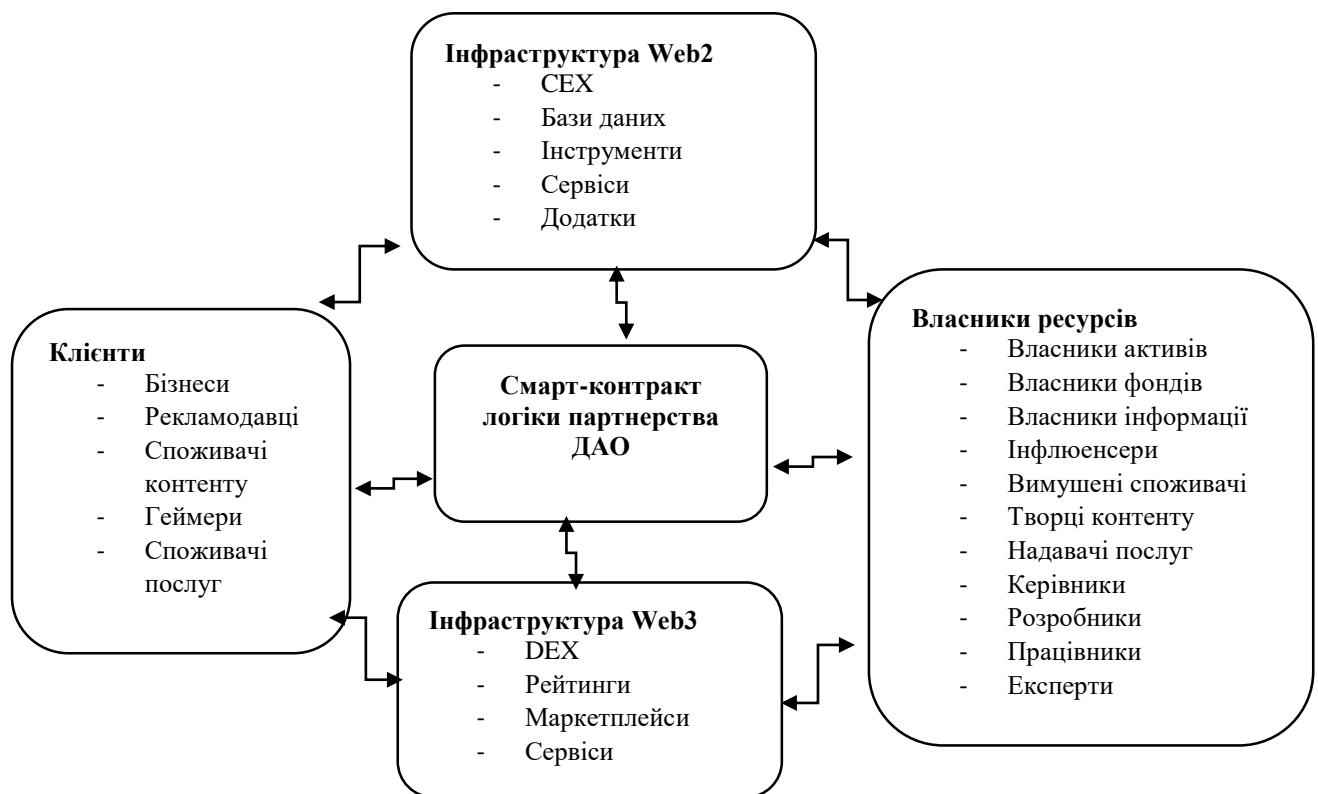 Інфраструктура Web2
- CEX
- Бази даних
- Інструменти
- Сервіси
- Додатки
Клієнти
- Бізнеси
- Рекламодавці
- Споживачі
контенту
- Геймери
- Споживачі
послуг
Смарт-контракт
логіки партнерства
ДАО
Власники ресурсів
- Власники активів
- Власники фондів
- Власники інформації
- Інфлюенсери
- Вимушені споживачі
- Творці контенту
- Надавачі послуг
- Керівники
- Розробники
- Працівники
- Експерти
Інфраструктура Web3
- DEX
- Рейтинги
- Маркетплейси
- Сервіси